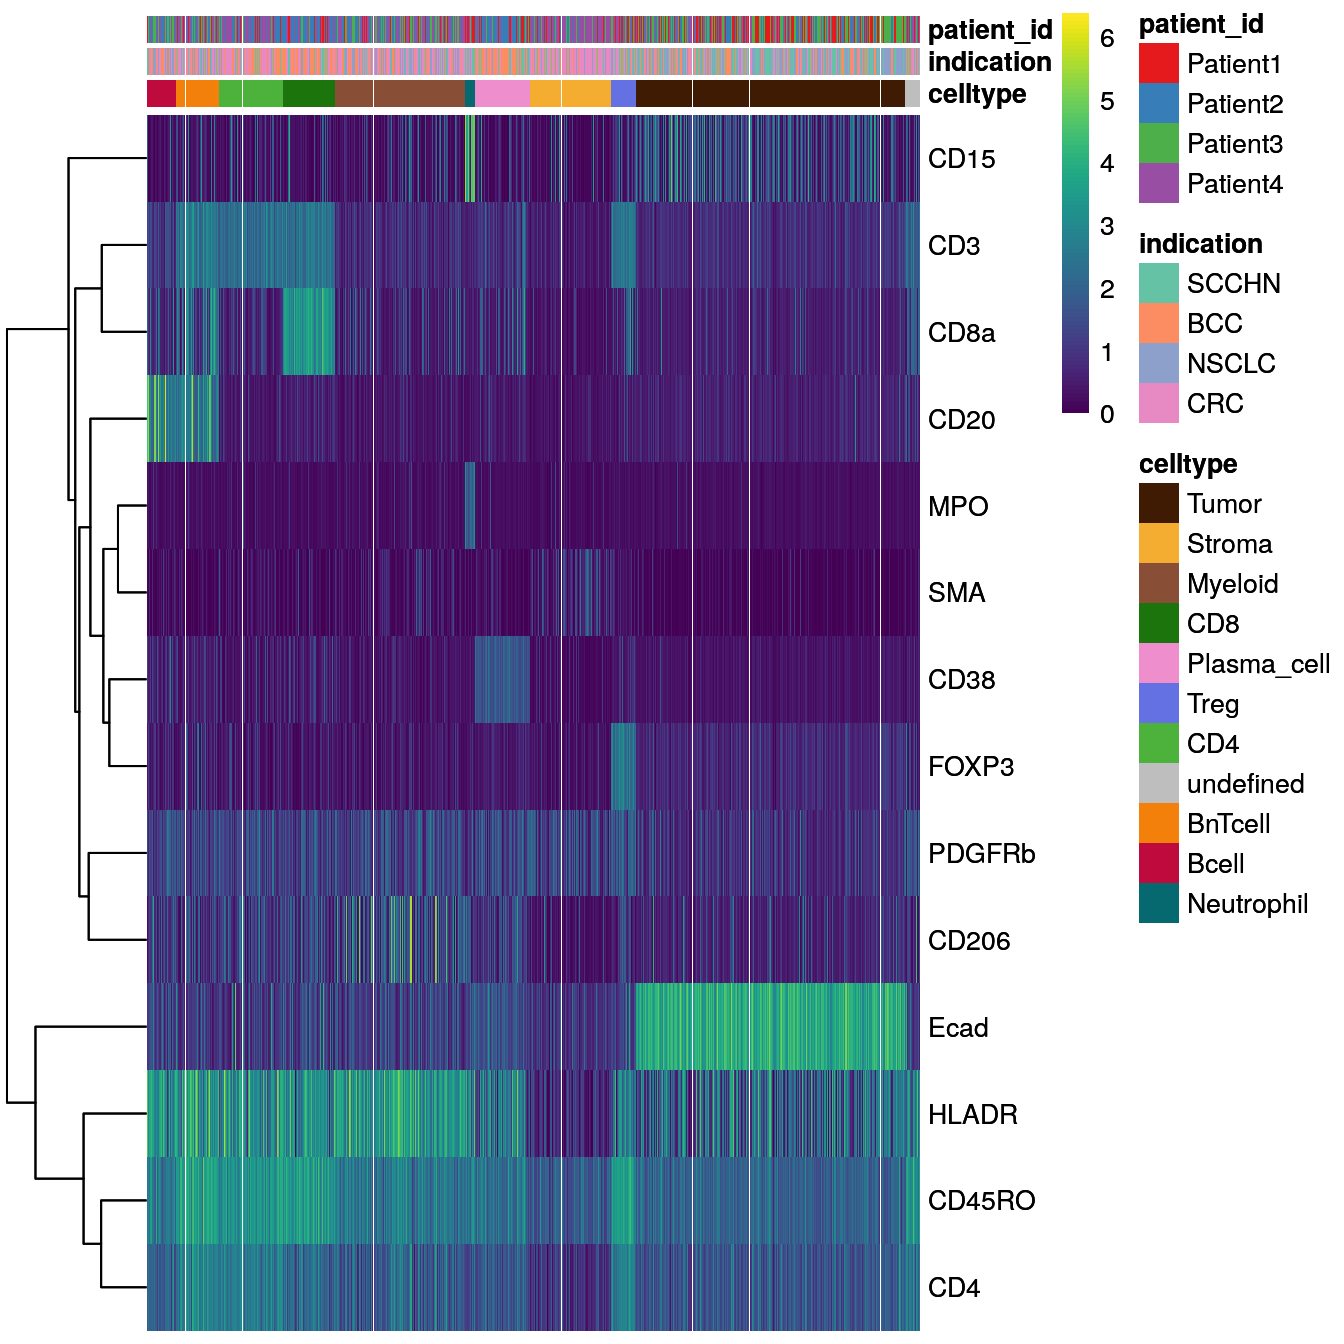 patient_id
indication
celltype
CD15
CD3
CD8a
CD20
MPO
SMA
CD38
FOXP3
PDGFRb
CD206
Ecad
HLADR
CD45RO
CD4
6
5
4
3
2
1
0
patient_id
Patient1
Patient2
Patient3
Patient4
indication
SCCHN
BCC
NSCLC
CRC
celltype
Tumor
Stroma
Myeloid
CD8
Plasma_cell
Treg
CD4
undefined
BnTcell
Bcell
Neutrophil